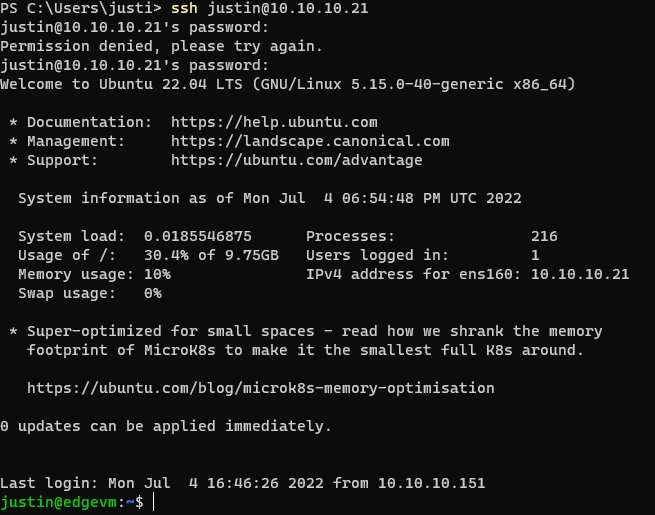 PS C:\Users\justi> ssh justin@10.10.10.21
justin@10.10.10.21's password:
Permission denied, please try again.
justin@10.10.10.21's password:
Welcome to Ubuntu 22.04 LTS (GNU/Linux 5.15.0-40-generic x86_64)
* Documentation:  https://help.ubuntu.com
* Management:     https://landscape.canonical.com
* Support:        https://ubuntu.com/advantage
System information as of Mon Jul  4 06:54:48 PM UTC 2022
System load:  0.0185546875      Processes:               216
Usage of /:   30.4% of 9.75GB   Users logged in:         1
Memory usage: 10%               IPv4 address for ens160: 10.10.10.21
Swap usage:   0%
* Super-optimized for small spaces - read how we shrank the memory
footprint of MicroK8s to make it the smallest full K8s around.
https://ubuntu.com/blog/microk8s-memory-optimisation
0 updates can be applied immediately.
Last login: Mon Jul  4 16:46:26 2022 from 10.10.10.151
justin@edgevm:~$